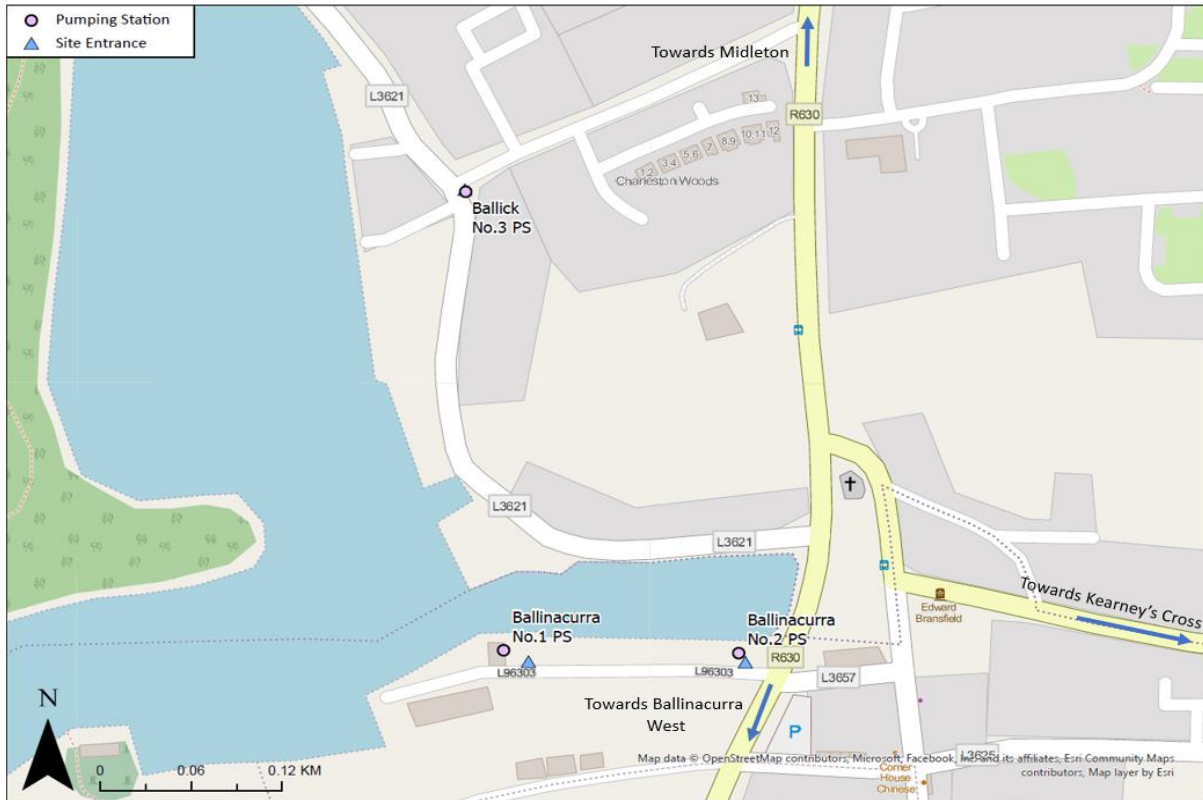 Pumping Station
Site Entrance
Towards Midleton
L3621
R630
13
12
10,11
8,9
7
5,6
3,4
1,2
Charleston Woods
Ballick
No.3 PS
L3621
L3621
Towards Kearney's Cross
Edward
Bransfield
Ballinacurra
No.1 PS
Ballinacurra
No.2 PS
L96303
L96303
R630
L3657
Towards Ballinacurra
West
P
N
0 0.06 0.12 KM
L3625
Corner
House
Chinese
Map data © OpenStreetMap contributors, Microsoft, Facebook, Inc. and its affiliates, Esri Community Maps
contributors, Map layer by Esri